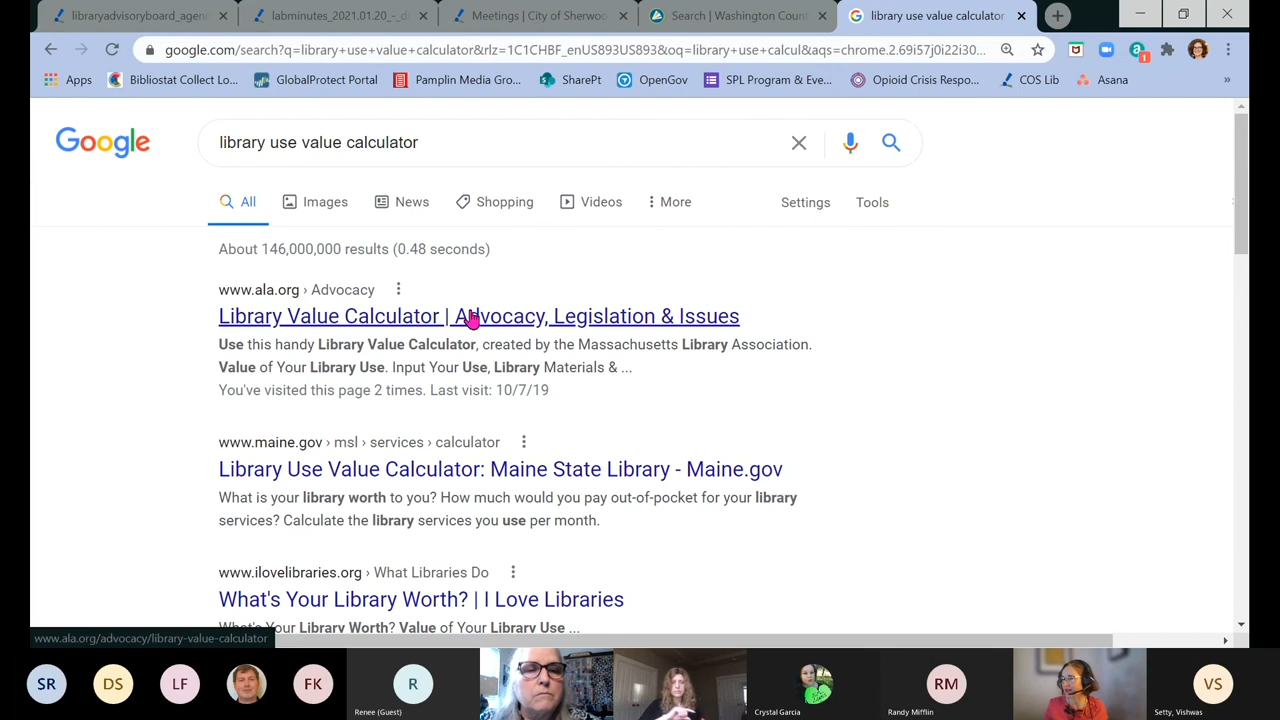 libraryadvisoryboard_agen
labminutes_2021.01.20_-_d
Meetings | City of Sherwoo
Search | Washington Count
library use value calculator
google.com/search?q=library+use+value+calculator&rlz=1C1CHBF_enUS893US893&oq=library+use+calcul&aqs=chrome.2.69i57j0i22i30...
1
Apps
Bibliostat Collect Lo...
GlobalProtect Portal
Pamplin Media Gro...
SharePt
OpenGov
SPL Program & Eve...
Opioid Crisis Respo...
COS Lib
Asana
»
Google
library use value calculator
All
Images
News
Shopping
Videos
More
Settings
Tools
About 146,000,000 results (0.48 seconds)
www.ala.org › Advocacy
Library Value Calculator | Advocacy, Legislation & Issues
Use this handy Library Value Calculator, created by the Massachusetts Library Association.
Value of Your Library Use. Input Your Use, Library Materials & ...
You've visited this page 2 times. Last visit: 10/7/19
www.maine.gov › msl › services › calculator
Library Use Value Calculator: Maine State Library - Maine.gov
What is your library worth to you? How much would you pay out-of-pocket for your library
services? Calculate the library services you use per month.
www.ilovelibraries.org › What Libraries Do
What's Your Library Worth? | I Love Libraries
What's Your Library Worth? Value of Your Library Use ...
www.ala.org/advocacy/library-value-calculator
SR
DS
LF
FK
R
Renee (Guest)
Crystal Garcia
RM
Randy Mifflin
VS
Setty, Vishwas